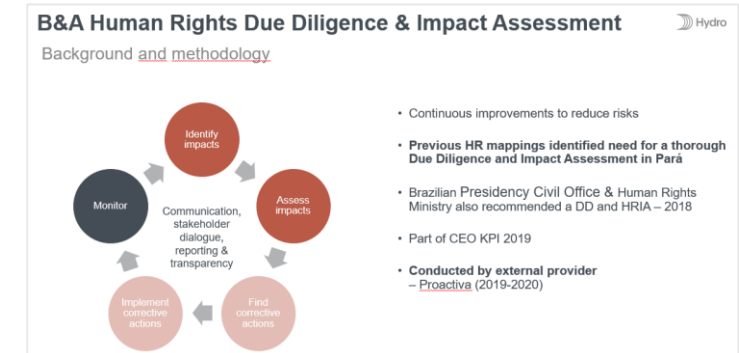 B&A Human Rights Due Diligence & Impact Assessment
Hydro
Background and methodology
Identify
impacts
Assess
impacts
Find
corrective
actions
Implement
corrective
actions
Monitor
Communication,
stakeholder
dialogue,
reporting &
transparency
• Continuous improvements to reduce risks
• Previous HR mappings identified need for a thorough
Due Diligence and Impact Assessment in Pará
• Brazilian Presidency Civil Office & Human Rights
Ministry also recommended a DD and HRIA – 2018
• Part of CEO KPI 2019
• Conducted by external provider
– Proactiva (2019-2020)